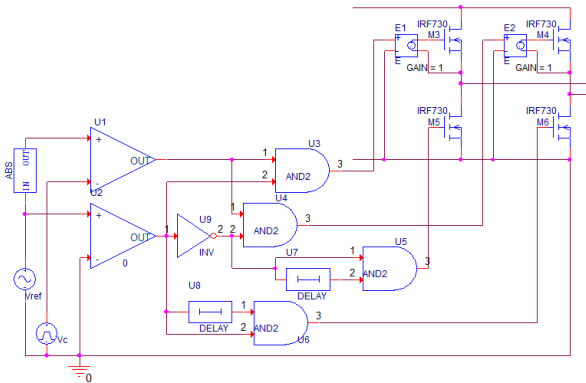 E1
IRF730
M3
E
GAIN = 1
E2
IRF730
M4
E
GAIN = 1
IRF730
M5
IRF730
M6
U1
+
OUT
-
U2
+
OUT
-
0
ABS
OUT
IN
Vref
Vc
0
U3
1
2
AND2
3
U4
1
2
AND2
3
U9
1
2
INV
U7
DELAY
U5
1
2
AND2
3
U8
DELAY
1
2
AND2
3
U6